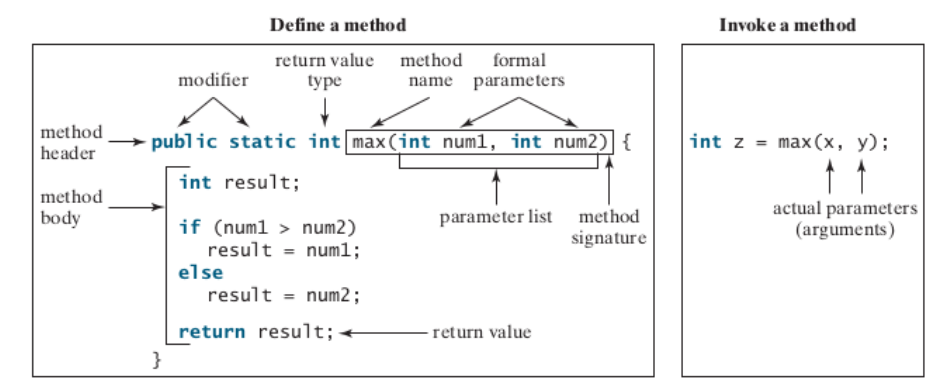 Define a method
Invoke a method
return value method formal
modifier type name parameters
method
header
public static int max(int num1, int num2) {
int z = max(x, y);
method
body
int result;
parameter list method
signature
actual parameters
(arguments)
if (num1 > num2)
result = num1;
else
result = num2;
return result; return value
}